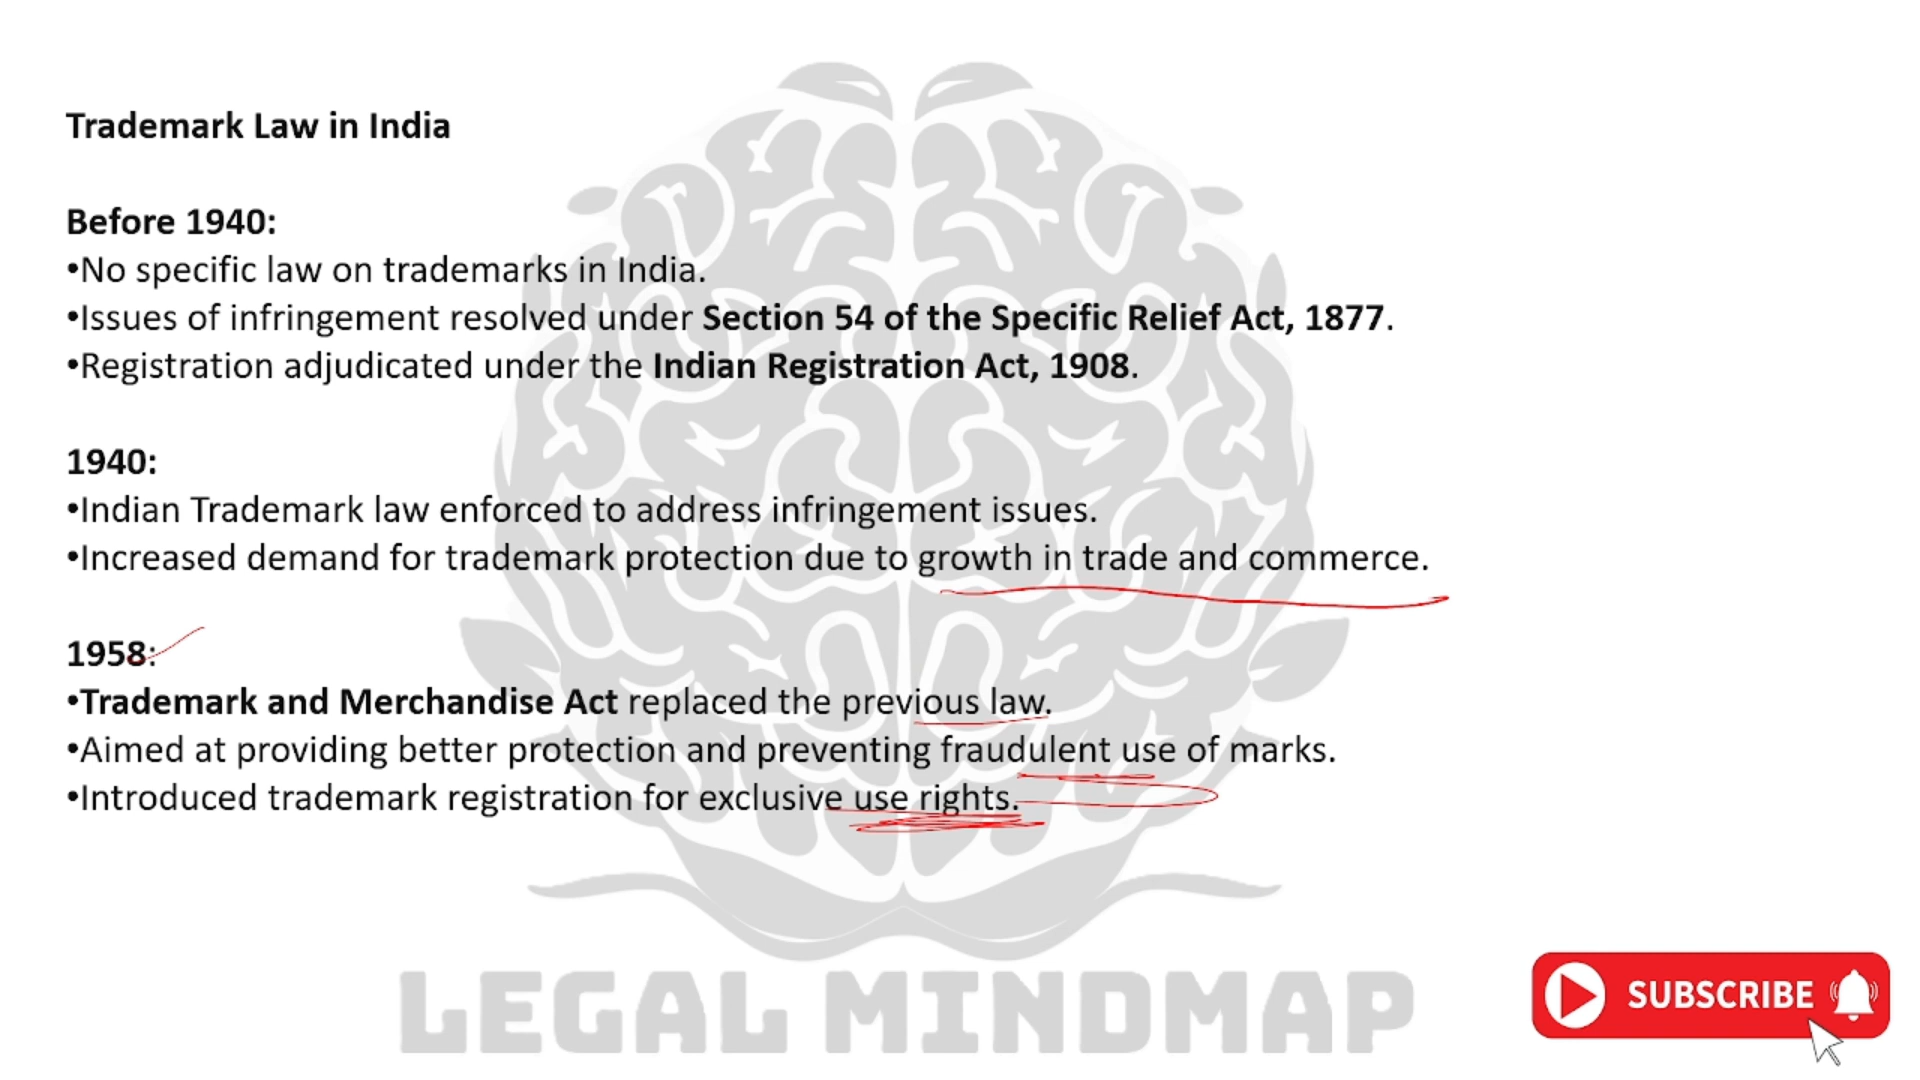 Trademark Law in India
Before 1940:
•No specific law on trademarks in India.
•Issues of infringement resolved under Section 54 of the Specific Relief Act, 1877.
•Registration adjudicated under the Indian Registration Act, 1908.
1940:
•Indian Trademark law enforced to address infringement issues.
•Increased demand for trademark protection due to growth in trade and commerce.
1958:
•Trademark and Merchandise Act replaced the previous law.
•Aimed at providing better protection and preventing fraudulent use of marks.
•Introduced trademark registration for exclusive use rights.
LEGAL MINDMAP
SUBSCRIBE